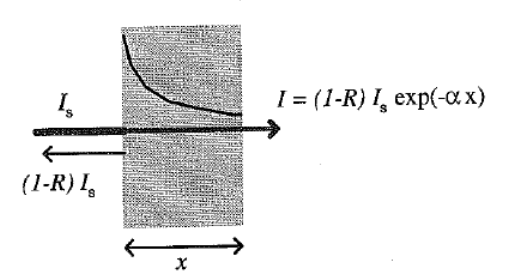 I_s
I = (1-R) I_s exp(-α x)
(1-R) I_s
x